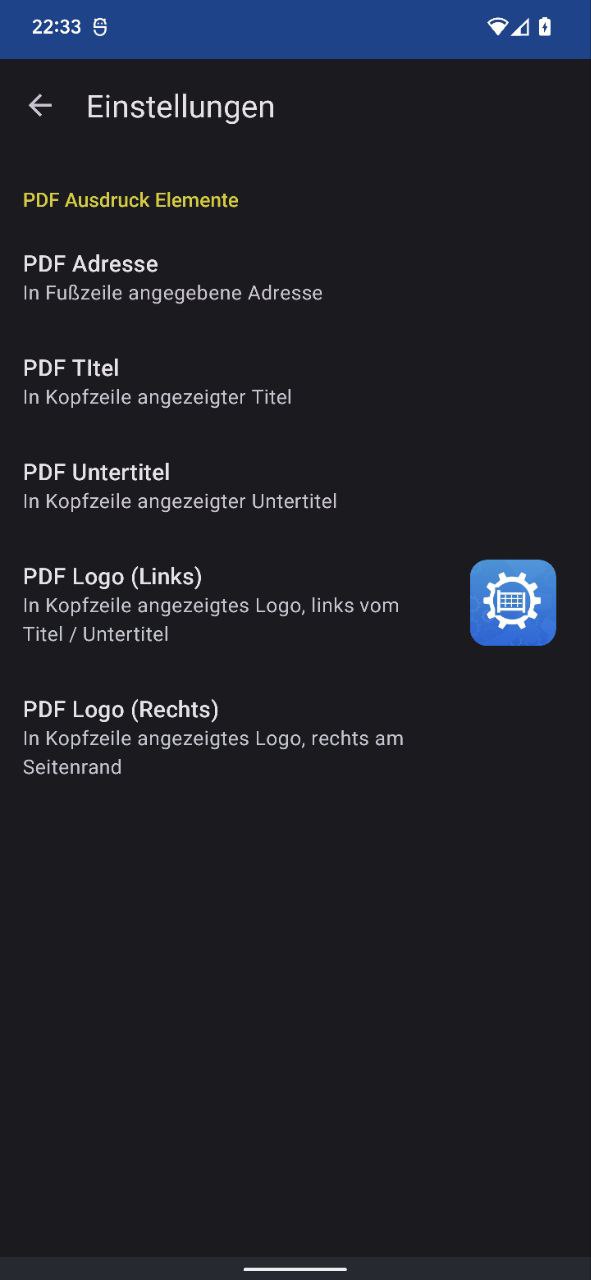 22:33
Einstellungen
PDF Ausdruck Elemente
PDF Adresse
In Fußzeile angegebene Adresse
PDF TItel
In Kopfzeile angezeigter Titel
PDF Untertitel
In Kopfzeile angezeigter Untertitel
PDF Logo (Links)
In Kopfzeile angezeigtes Logo, links vom
Titel / Untertitel
PDF Logo (Rechts)
In Kopfzeile angezeigtes Logo, rechts am
Seitenrand